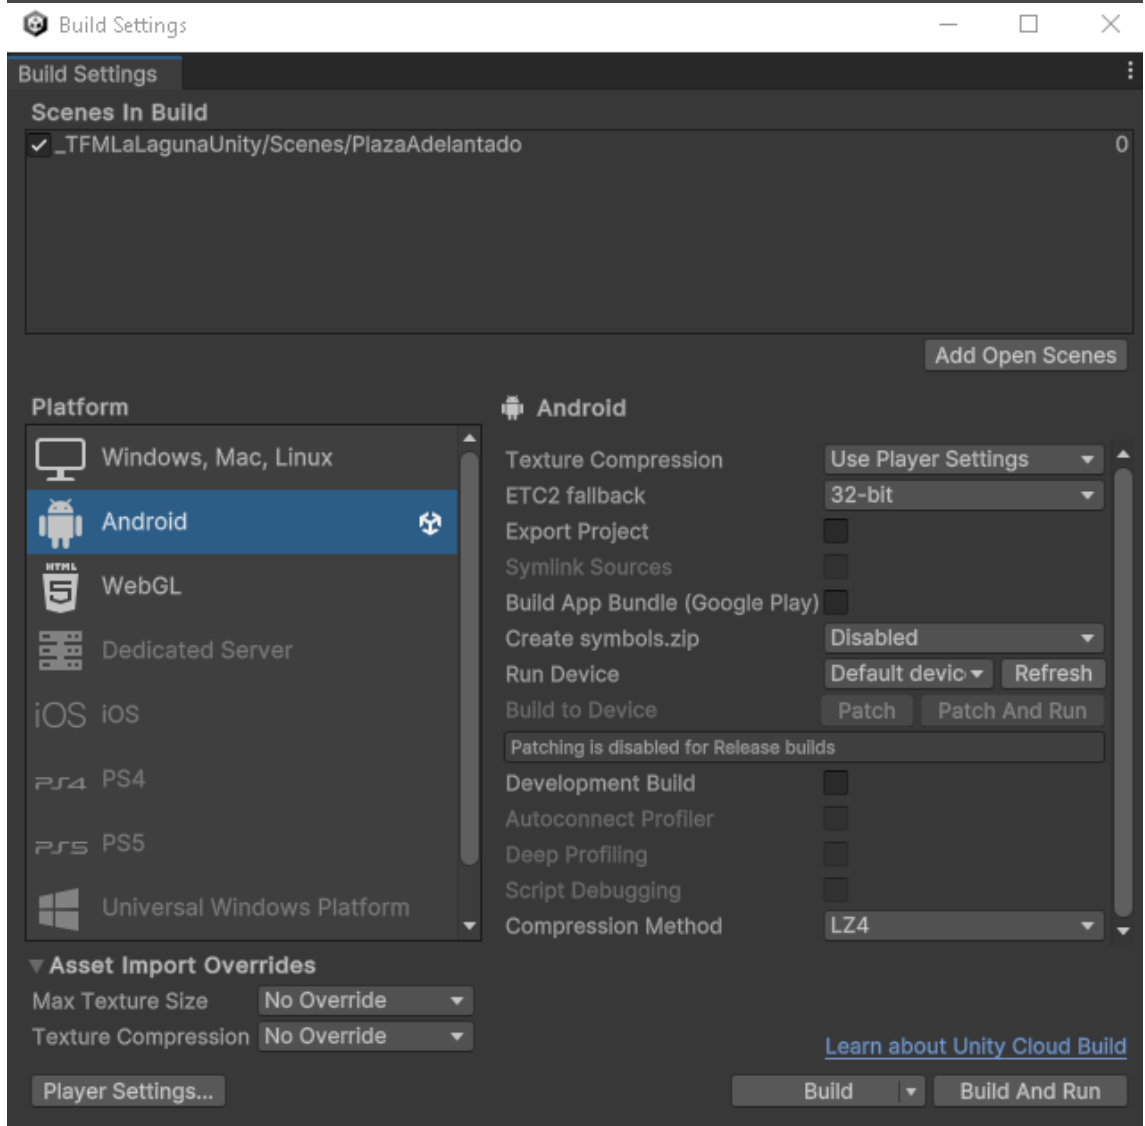 Build Settings
Build Settings
Scenes In Build
_TFMLaLagunaUnity/Scenes/PlazaAdelantado 0
Add Open Scenes
Platform
Windows, Mac, Linux
Android
HTML 5 WebGL
Dedicated Server
iOS iOS
PS4 PS4
PS5 PS5
Universal Windows Platform
Android
Texture Compression Use Player Settings
ETC2 fallback 32-bit
Export Project
Symlink Sources
Build App Bundle (Google Play)
Create symbols.zip Disabled
Run Device Default devic Refresh
Build to Device Patch Patch And Run
Patching is disabled for Release builds
Development Build
Autoconnect Profiler
Deep Profiling
Script Debugging
Compression Method LZ4
Asset Import Overrides
Max Texture Size No Override
Texture Compression No Override
Learn about Unity Cloud Build
Player Settings... Build Build And Run